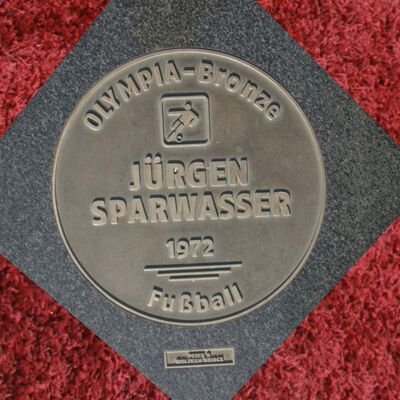 OLYMPIA-Bronze
JÜRGEN
SPARWASSER
1972
Fußball